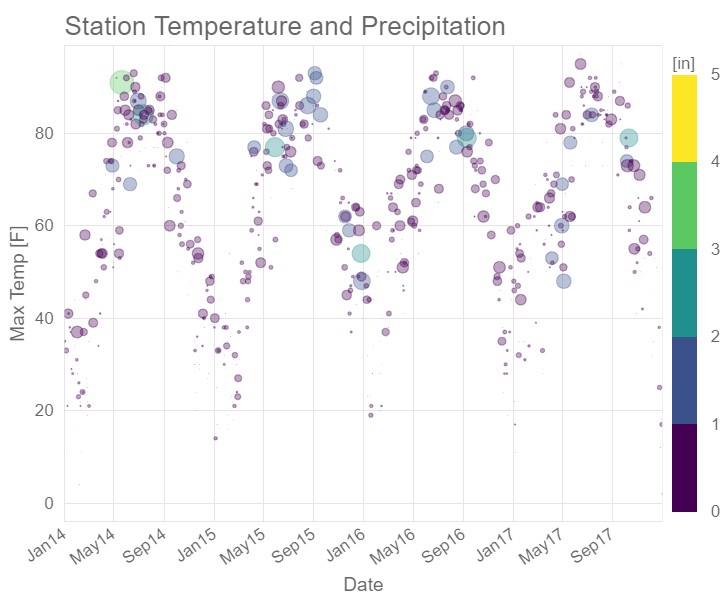 Station Temperature and Precipitation
[in]
5
4
3
2
1
0
Max Temp [F]
80
60
40
20
0
Jan14
May14
Sep14
Jan15
May15
Sep15
Jan16
May16
Sep16
Jan17
May17
Sep17
Date